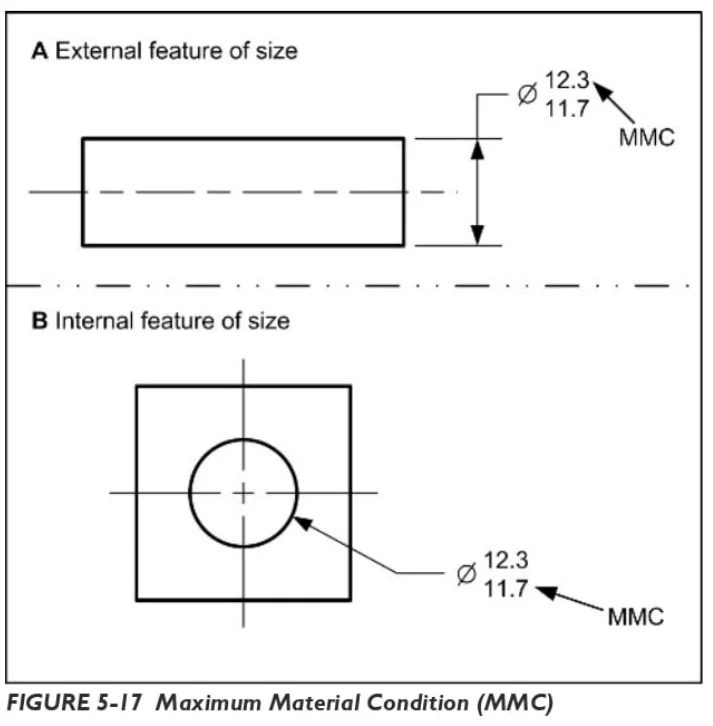 A External feature of size
⌀ 12.3
11.7
MMC
B Internal feature of size
⌀ 12.3
11.7
MMC
FIGURE 5-17 Maximum Material Condition (MMC)